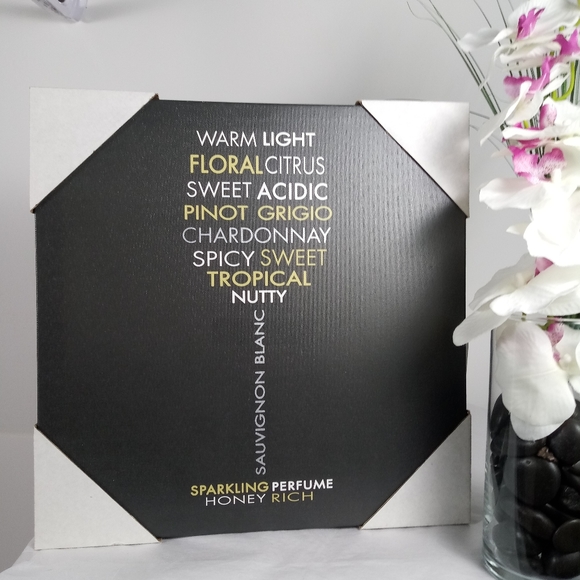 WARM LIGHT
FLORAL CITRUS
SWEET ACIDIC
PINOT GRIGIO
CHARDONNAY
SPICY SWEET
TROPICAL
NUTTY
SAUVIGNON BLANC
SPARKLING PERFUME
HONEY RICH